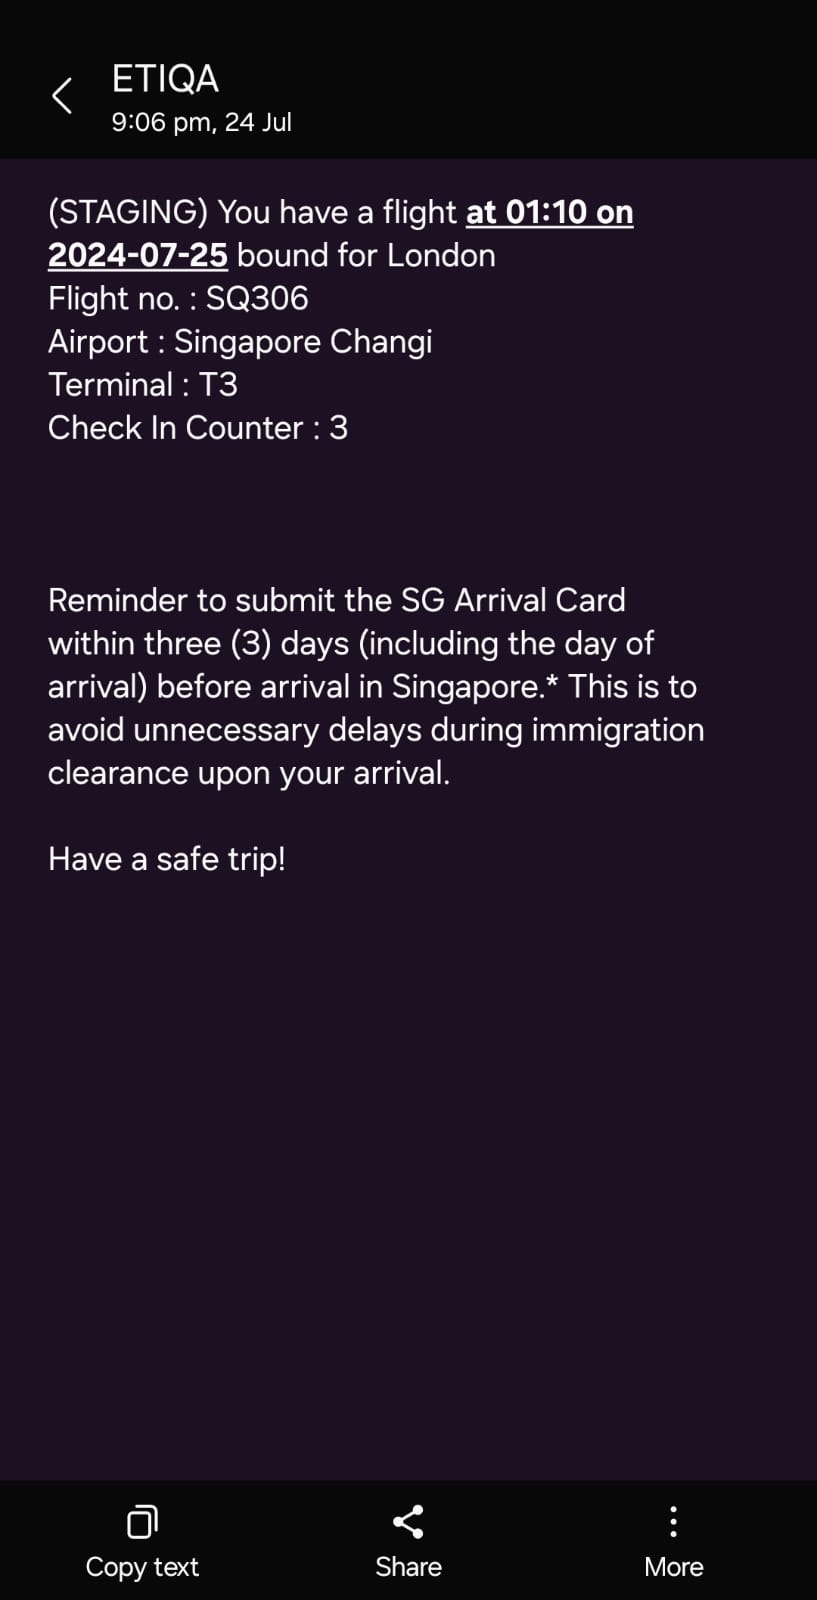 ETIQA
9:06 pm, 24 Jul
(STAGING) You have a flight at 01:10 on
2024-07-25 bound for London
Flight no. : SQ306
Airport : Singapore Changi
Terminal : T3
Check In Counter : 3
Reminder to submit the SG Arrival Card
within three (3) days (including the day of
arrival) before arrival in Singapore.* This is to
avoid unnecessary delays during immigration
clearance upon your arrival.
Have a safe trip!
Copy text
Share
More